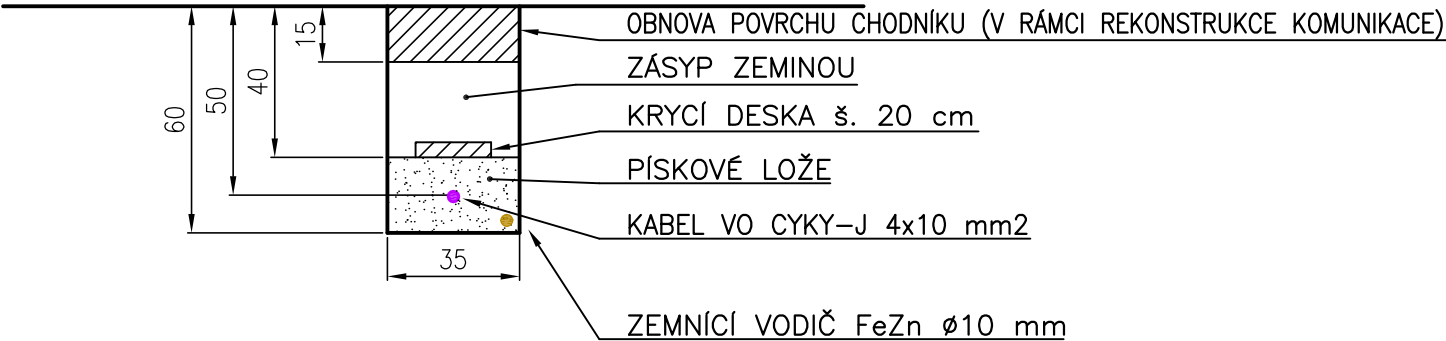 OBNOVA POVRCHU CHODNÍKU (V RÁMCI REKONSTRUKCE KOMUNIKACE)
15
ZÁSYP ZEMINOU
40
50
60
KRYCÍ DESKA š. 20 cm
PÍSKOVÉ LOŽE
KABEL VO CYKY-J 4x10 mm2
35
ZEMNÍCÍ VODIČ FeZn ø10 mm